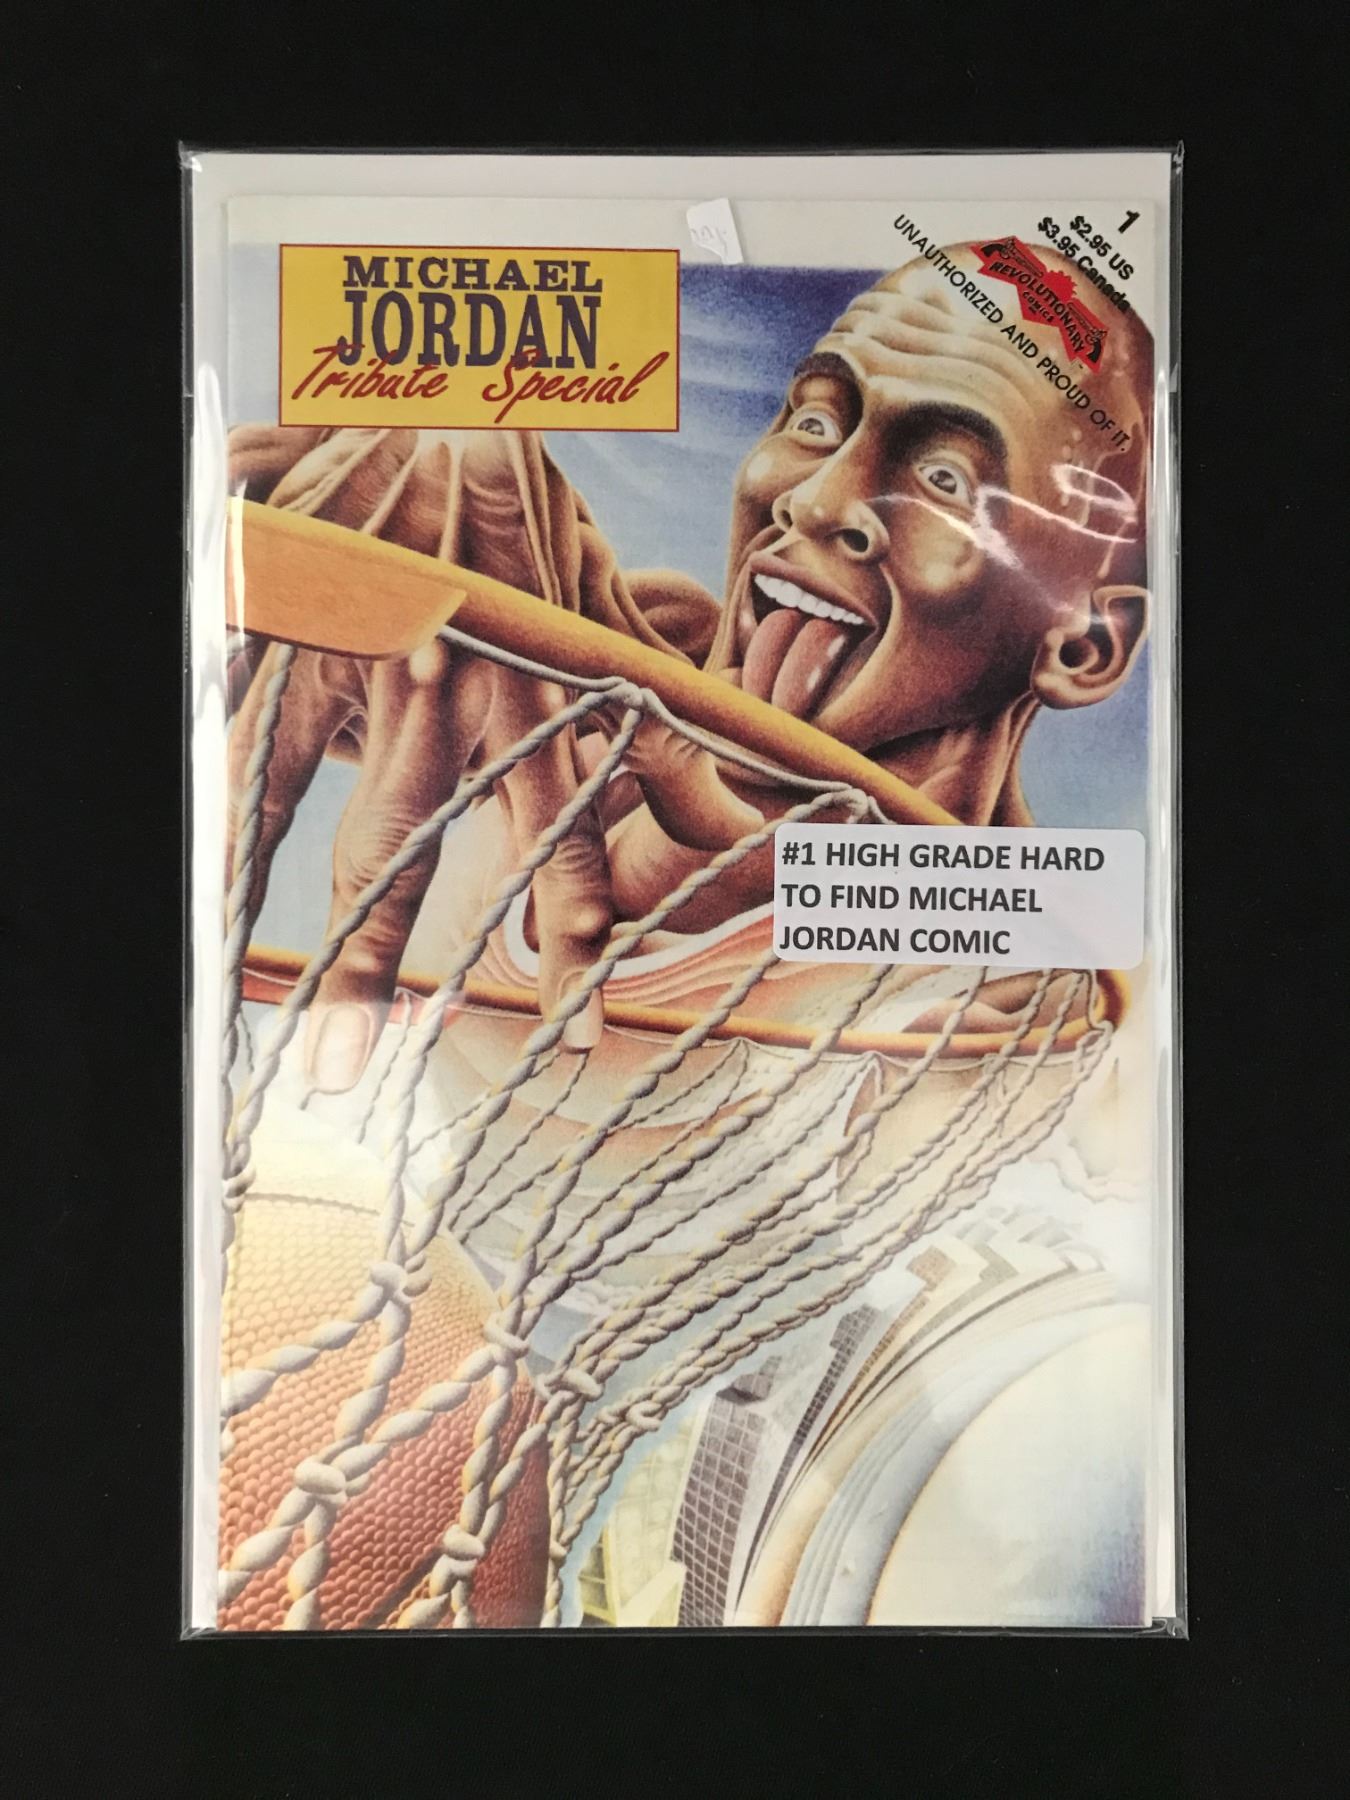 MICHAEL
JORDAN
Tribute Special
1
$2.95 US
$3.95 Canada
REVOLUTIONARY
COMICS
UNAUTHORIZED AND PROUD OF IT.
#1 HIGH GRADE HARD
TO FIND MICHAEL
JORDAN COMIC